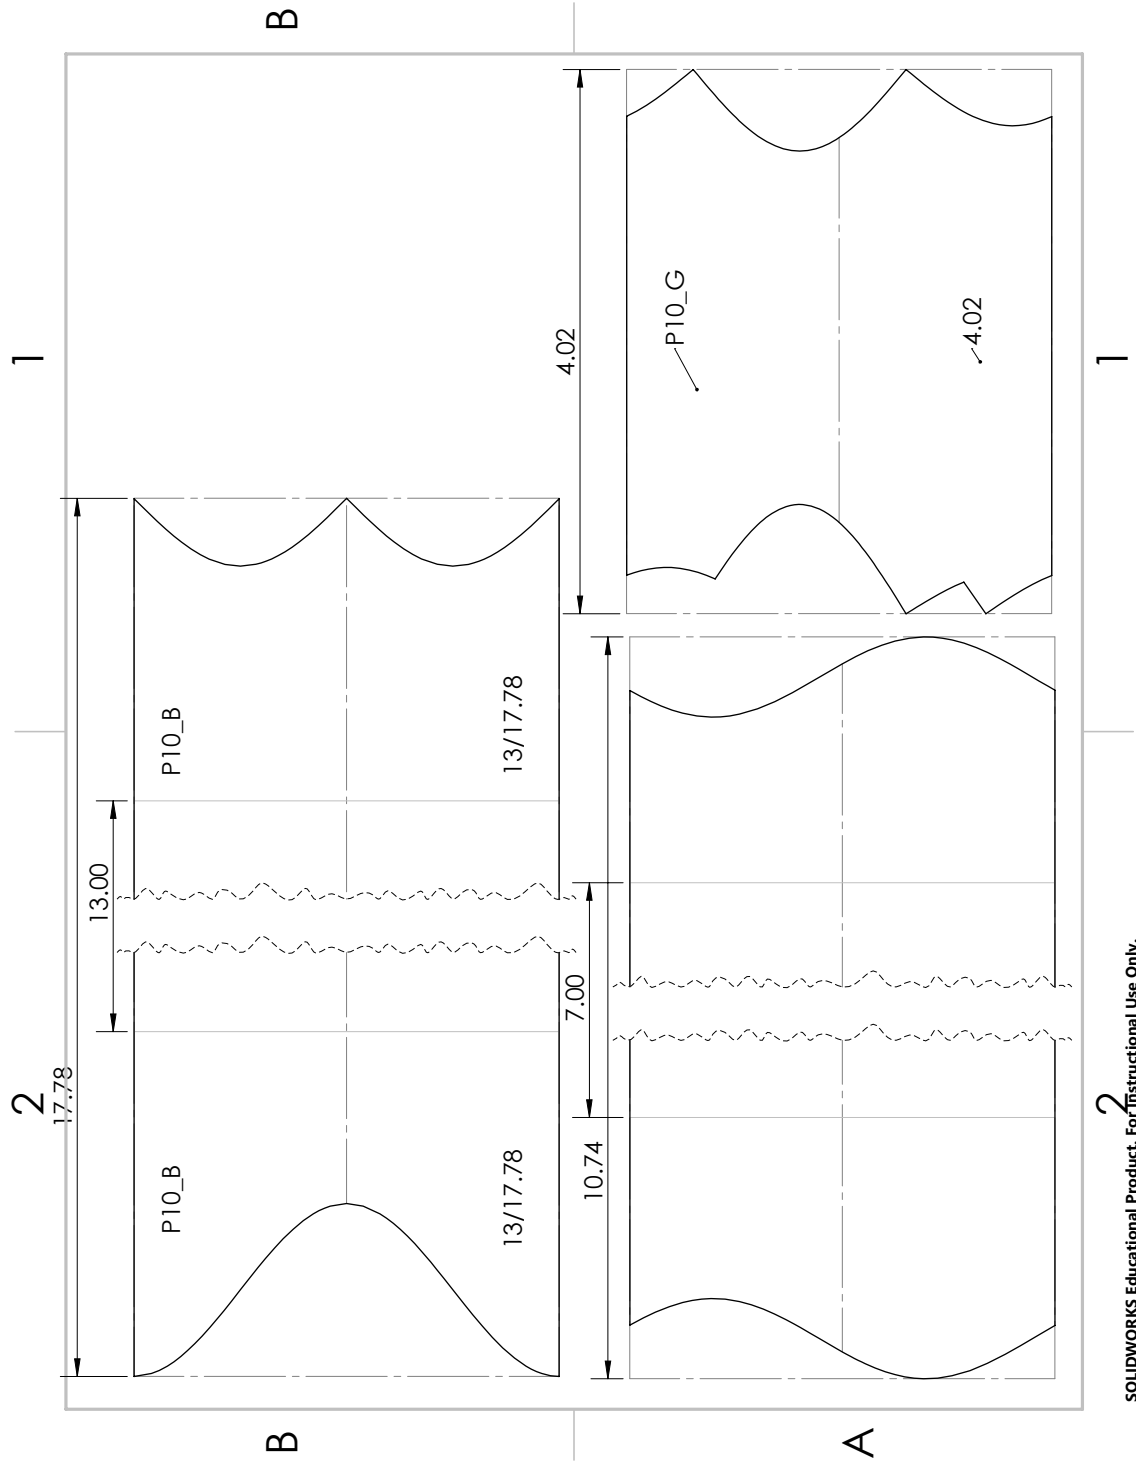 B
1
2
17.78
13.00
P10_B
13/17.78
P10_B
13/17.78
4.02
P10_G
4.02
7.00
10.74
B
A
1
2
SOLIDWORKS Educational Product. For Instructional Use Only.